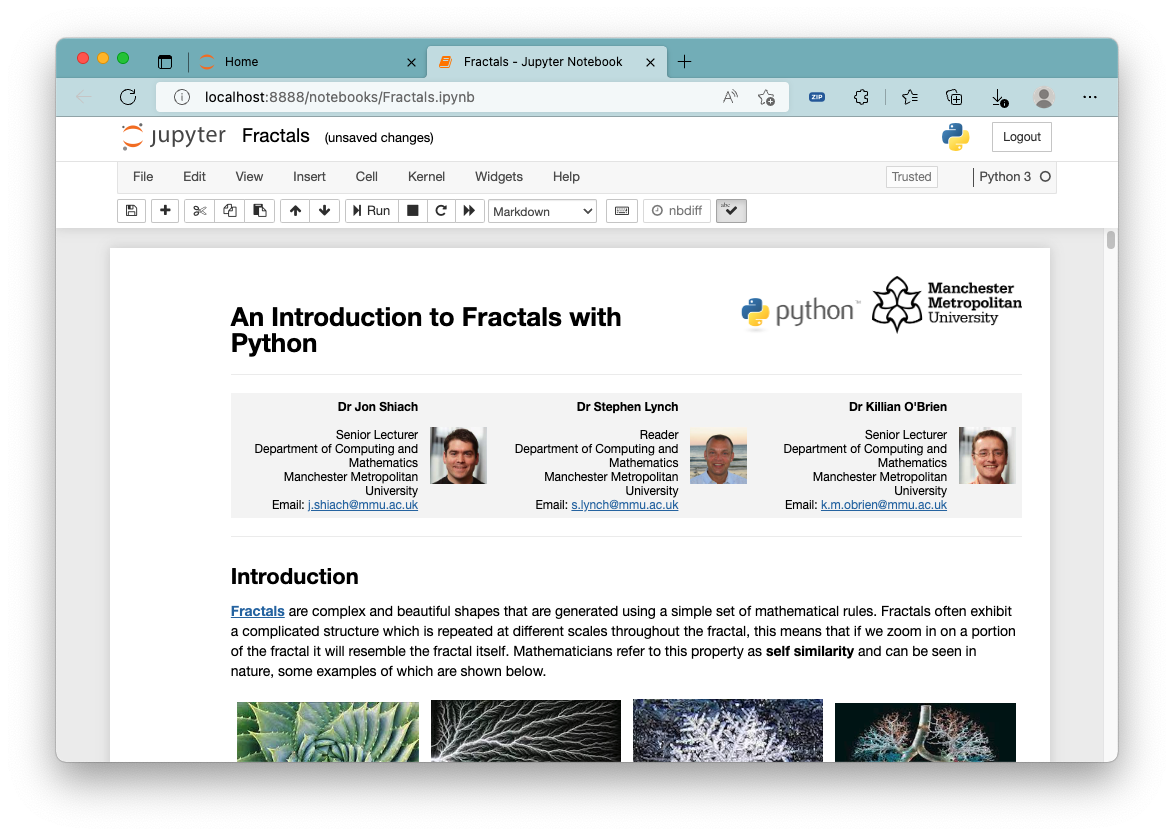 Home
Fractals - Jupyter Notebook
localhost:8888/notebooks/Fractals.ipynb
ZIP
jupyter Fractals (unsaved changes)
Logout
File Edit View Insert Cell Kernel Widgets Help
Trusted
Python 3
Run
Markdown
nbdiff
abc
An Introduction to Fractals with
Python
python™
Manchester
Metropolitan
University
Dr Jon Shiach
Senior Lecturer
Department of Computing and
Mathematics
Manchester Metropolitan
University
Email: j.shiach@mmu.ac.uk
Dr Stephen Lynch
Reader
Department of Computing and
Mathematics
Manchester Metropolitan
University
Email: s.lynch@mmu.ac.uk
Dr Killian O'Brien
Senior Lecturer
Department of Computing and
Mathematics
Manchester Metropolitan
University
Email: k.m.obrien@mmu.ac.uk
Introduction
Fractals are complex and beautiful shapes that are generated using a simple set of mathematical rules. Fractals often exhibit
a complicated structure which is repeated at different scales throughout the fractal, this means that if we zoom in on a portion
of the fractal it will resemble the fractal itself. Mathematicians refer to this property as self similarity and can be seen in
nature, some examples of which are shown below.